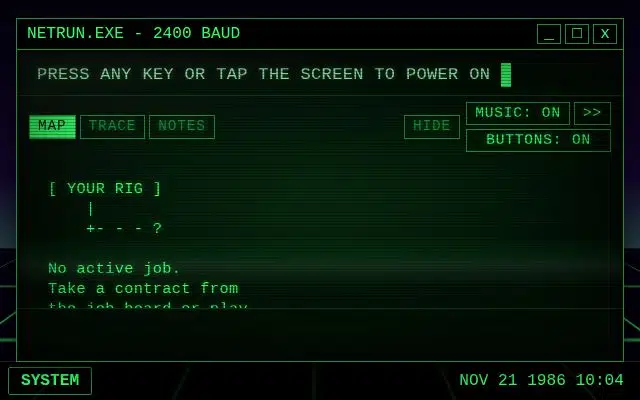 NETRUN.EXE - 2400 BAUD _ □ X
PRESS ANY KEY OR TAP THE SCREEN TO POWER ON
MAP TRACE NOTES HIDE MUSIC: ON >>
BUTTONS: ON
[ YOUR RIG ]
|
+- - - ?
No active job.
Take a contract from
the job board or play
SYSTEM NOV 21 1986 10:04